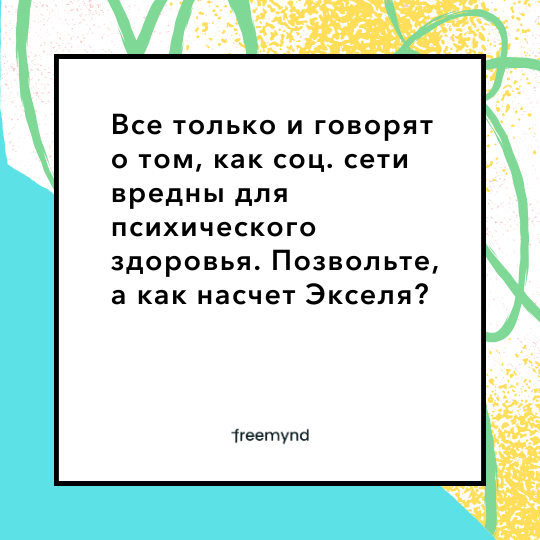 Все только и говорят
о том, как соц. сети
вредны для
психического
здоровья. Позвольте,
а как насчет Экселя?
freemynd